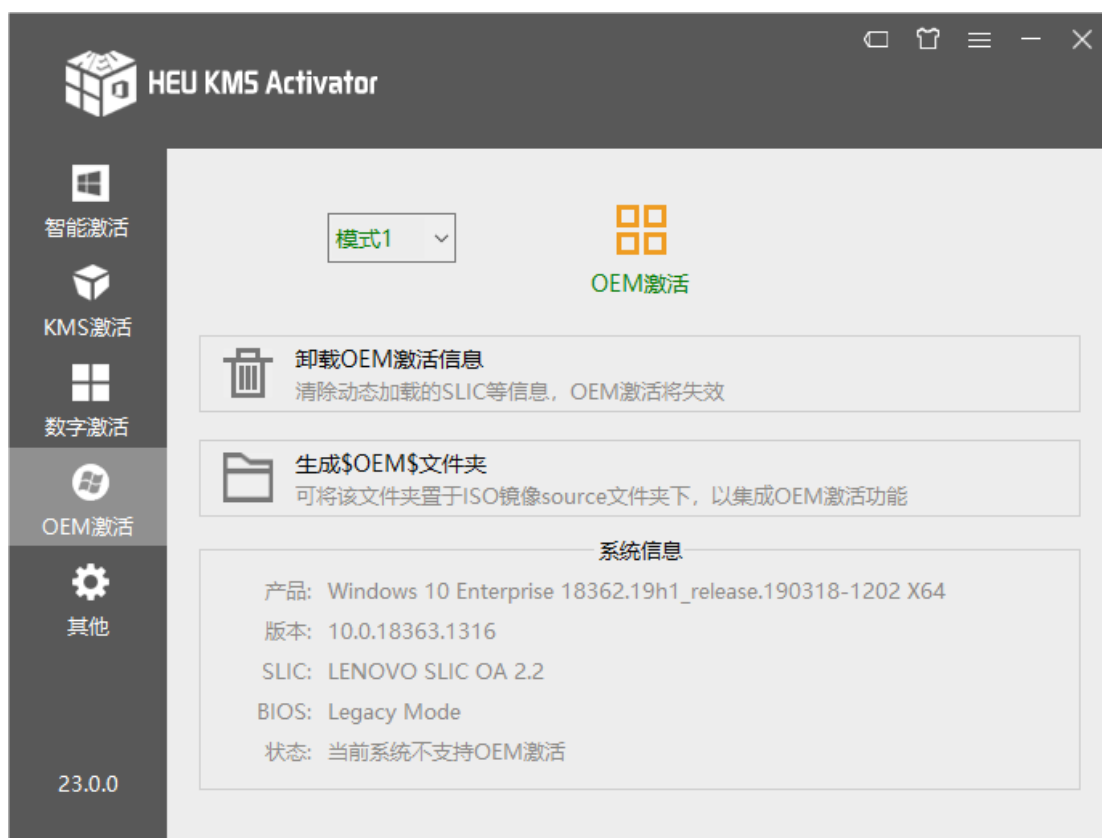 HEU KMS Activator
智能激活
KMS激活
数字激活
OEM激活
其他
23.0.0
模式1
OEM激活
卸载OEM激活信息
清除动态加载的SLIC等信息，OEM激活将失效
生成$OEM$文件夹
可将该文件夹置于ISO镜像source文件夹下，以集成OEM激活功能
系统信息
产品: Windows 10 Enterprise 18362.19h1_release.190318-1202 X64
版本: 10.0.18363.1316
SLIC: LENOVO SLIC OA 2.2
BIOS: Legacy Mode
状态: 当前系统不支持OEM激活